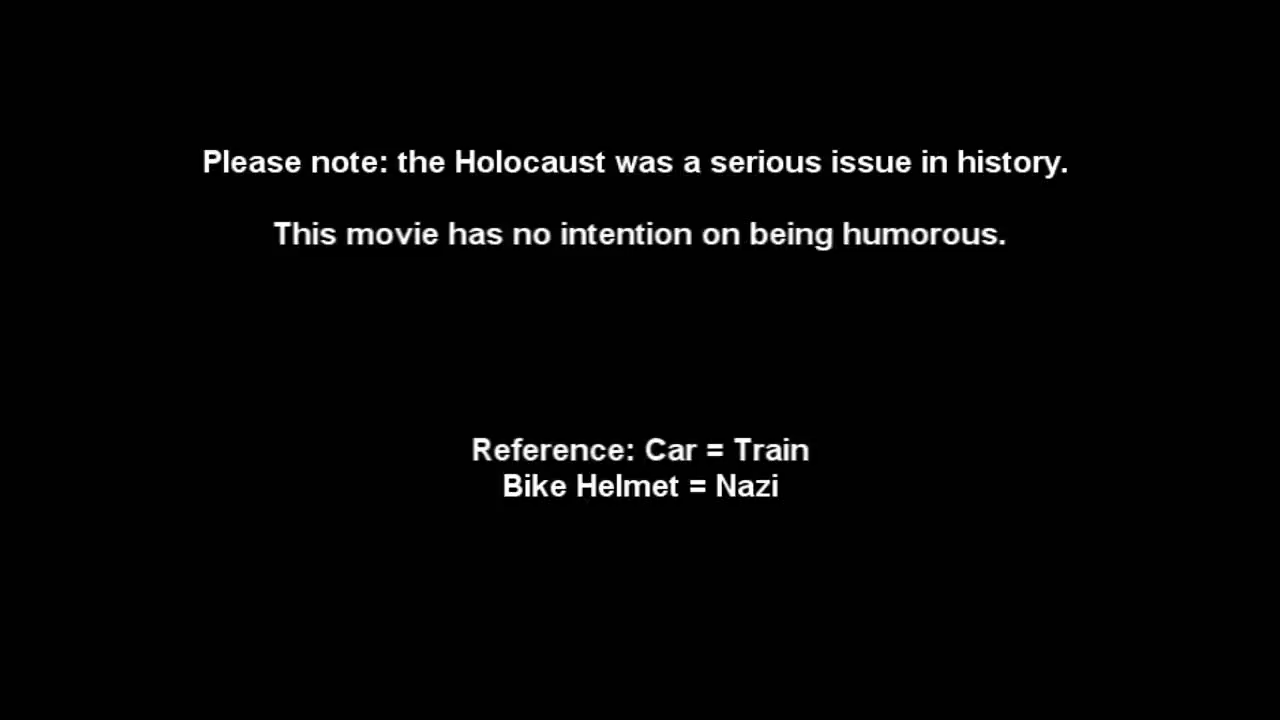 Please note: the Holocaust was a serious issue in history.
This movie has no intention on being humorous.
Reference: Car = Train
Bike Helmet = Nazi